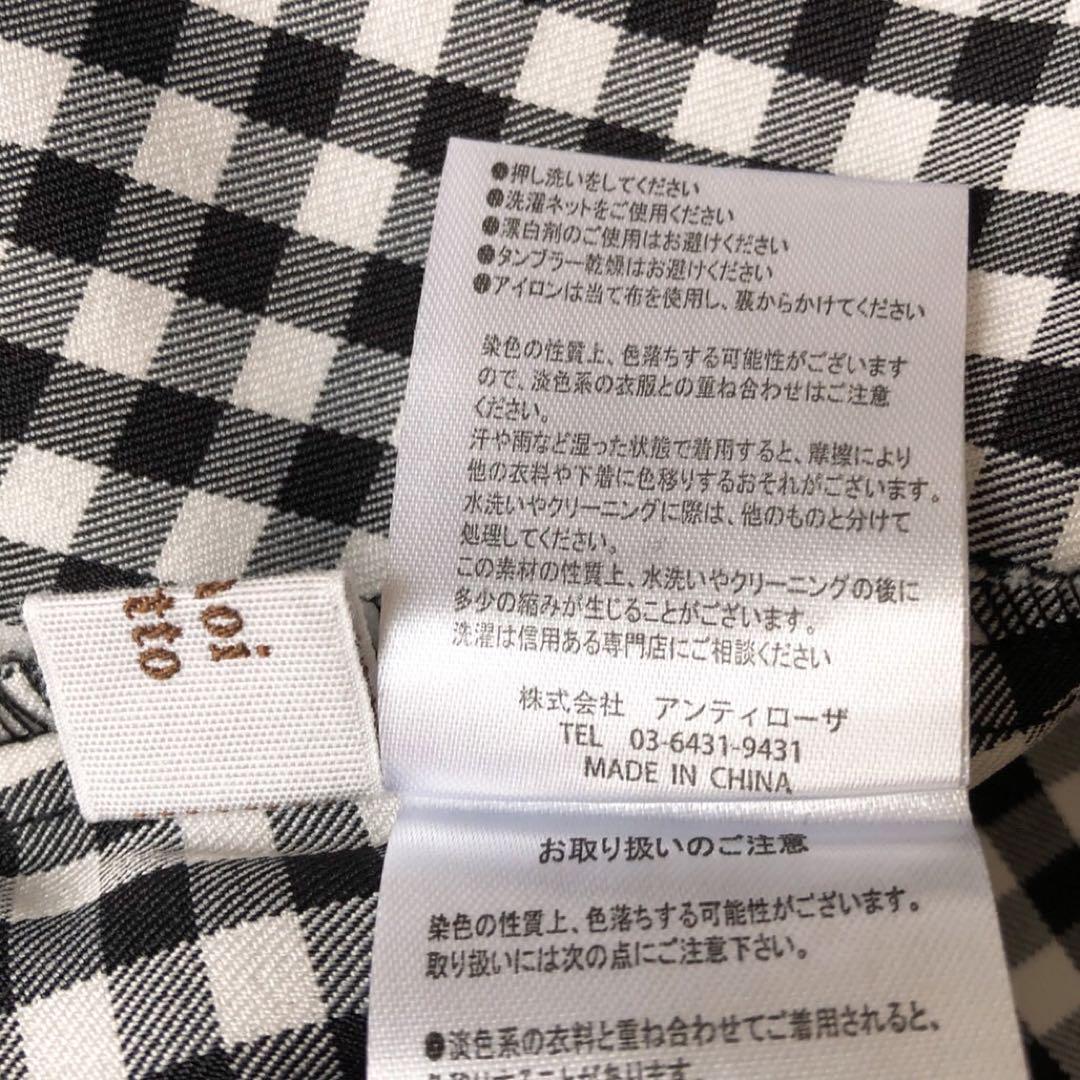 ●押し洗いをしてください
●洗濯ネットをご使用ください
●漂白剤のご使用はお避けください
●タンブラー乾燥はお避けください
●アイロンは当て布を使用し、裏からかけてください
染色の性質上、色落ちする可能性がございます
ので、淡色系の衣服との重ね合わせはご注意
ください。
汗や雨など湿った状態で着用すると、摩擦により
他の衣料や下着に色移りするおそれがございます。
水洗いやクリーニングに際は、他のものと分けて
処理してください。
この素材の性質上、水洗いやクリーニングの後に
多少の縮みが生じることがございます。
洗濯は信用ある専門店にご相談ください
株式会社 アンティローザ
TEL 03-6431-9431
MADE IN CHINA
お取り扱いのご注意
染色の性質上、色落ちする可能性がございます。
取り扱いには次の点にご注意下さい。
●淡色系の衣料と重ね合わせてご着用されると、
oi
tto